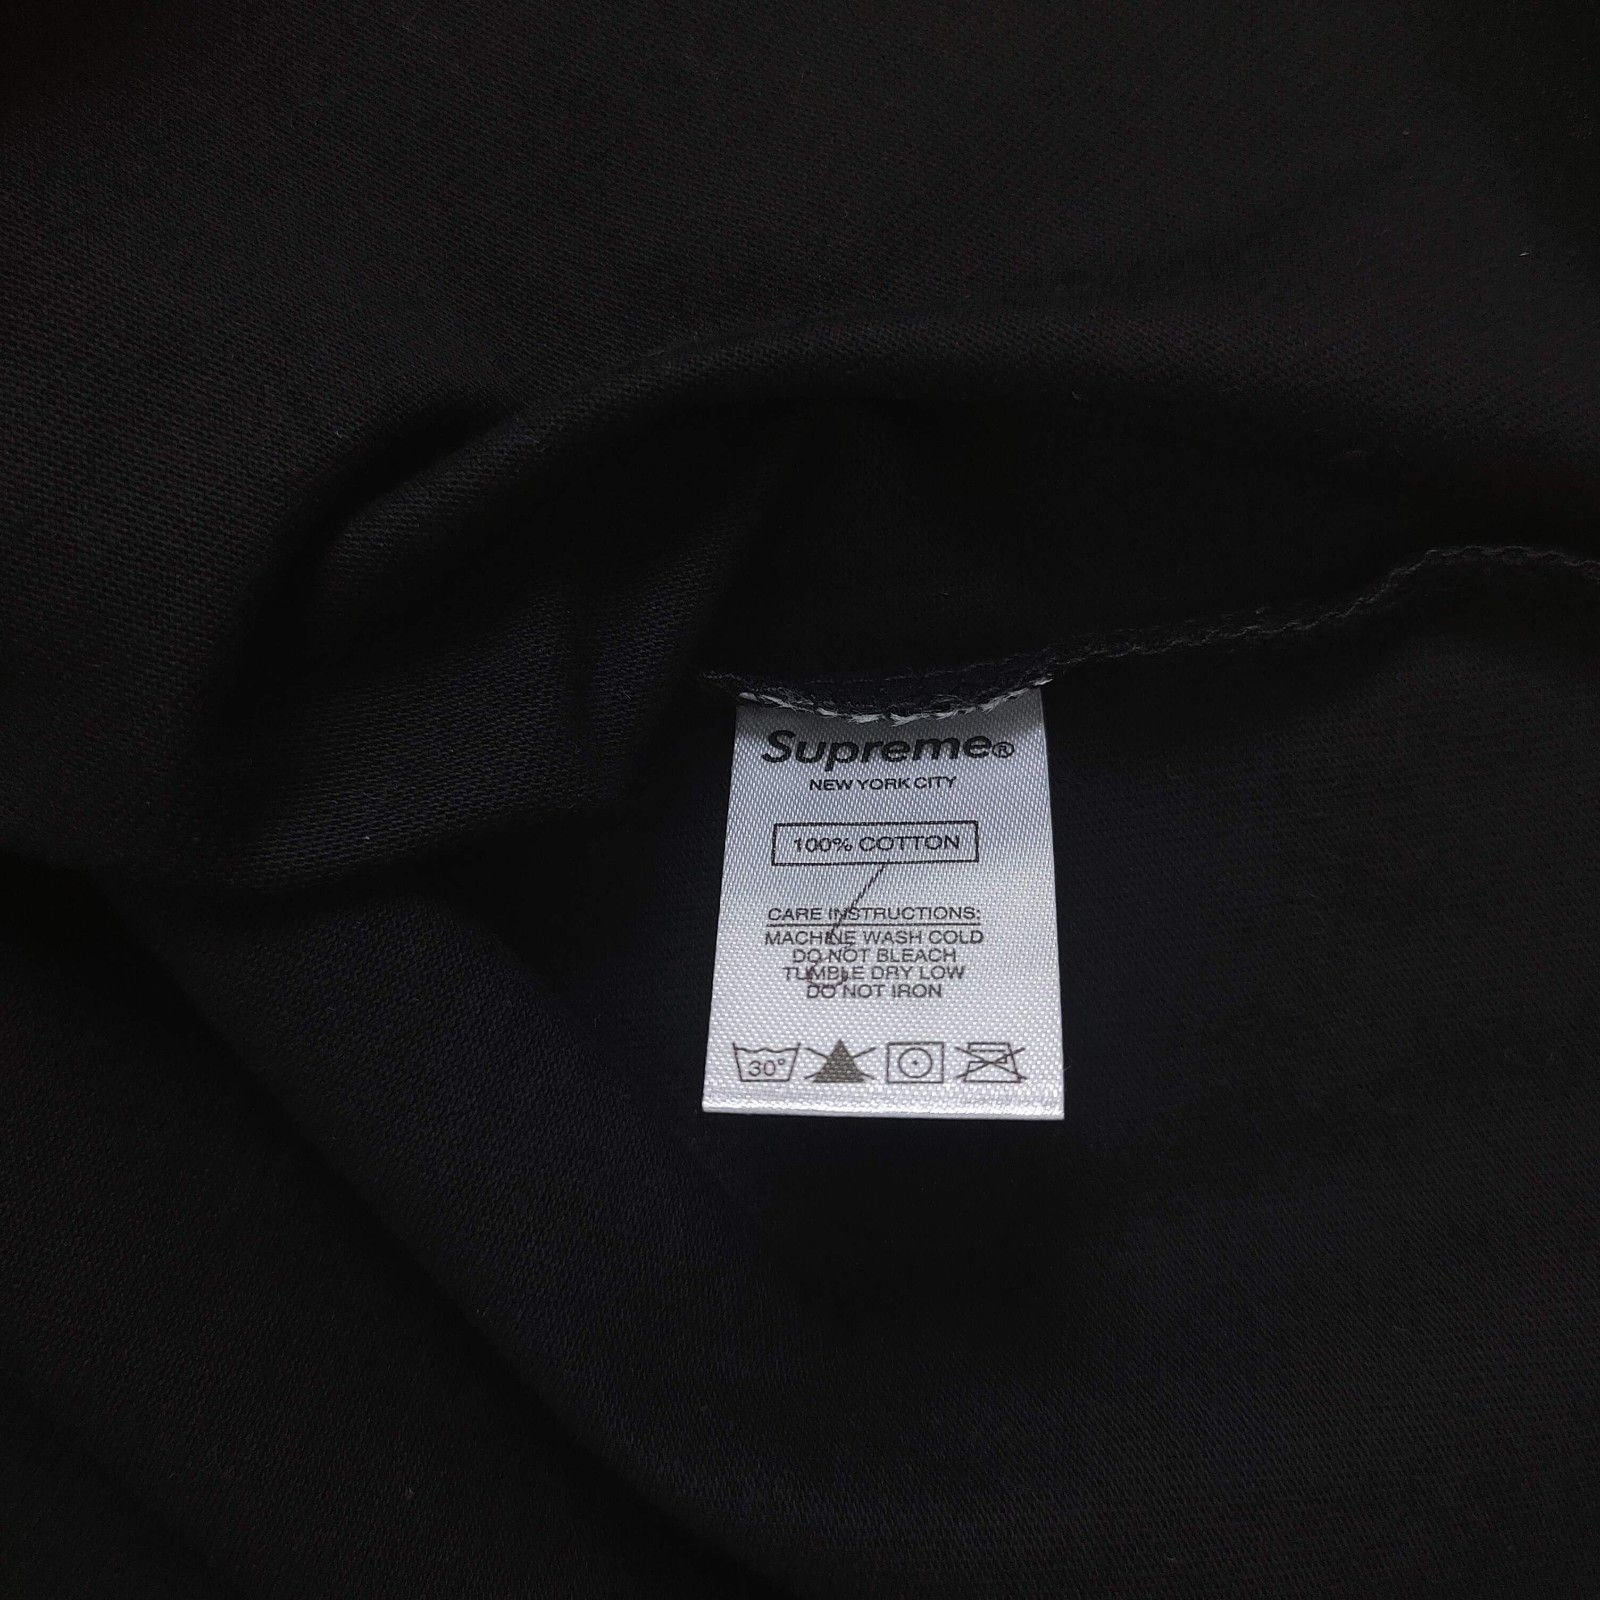 Supreme®
NEW YORK CITY
100% COTTON
CARE INSTRUCTIONS:
MACHINE WASH COLD
DO NOT BLEACH
TUMBLE DRY LOW
DO NOT IRON
30°